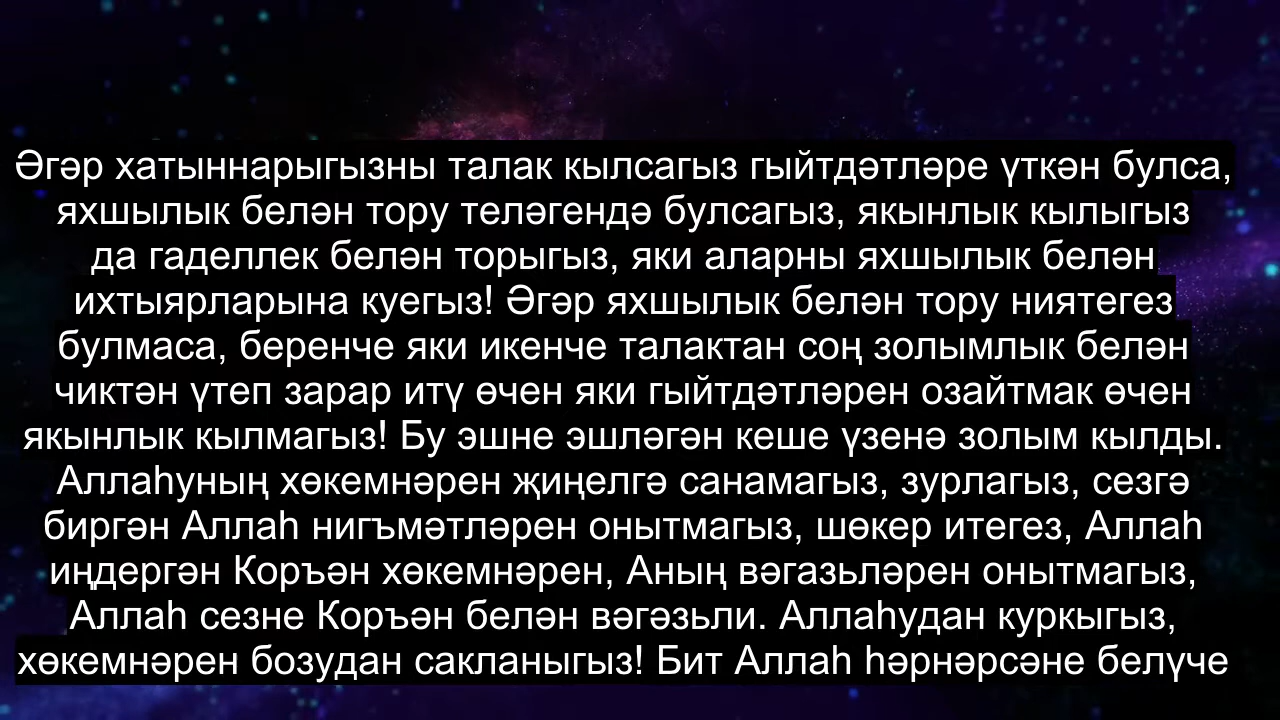 Әгәр хатыннарыгызны талак кылсагыз гыйтдәтләре үткән булса,
яхшылык белән тору теләгендә булсагыз, якынлык кылыгыз
да гаделлек белән торыгыз, яки аларны яхшылык белән
ихтыярларына куегыз! Әгәр яхшылык белән тору ниятегез
булмаса, беренче яки икенче талактан соң золымлык белән
чиктән үтеп зарар итү өчен яки гыйтдәтләрен озайтмак өчен
якынлык кылмагыз! Бу эшне эшләгән кеше үзенә золым кылды.
Аллаһуның хөкемнәрен җиңелгә санамагыз, зурлагыз, сезгә
биргән Аллаһ нигъмәтләрен онытмагыз, шөкер итегез, Аллаһ
иңдергән Коръән хөкемнәрен, Аның вәгазьләрен онытмагыз,
Аллаһ сезне Коръән белән вәгәзьли. Аллаһудан куркыгыз,
хөкемнәрен бозудан сакланыгыз! Бит Аллаһ һәрнәрсәне белүче